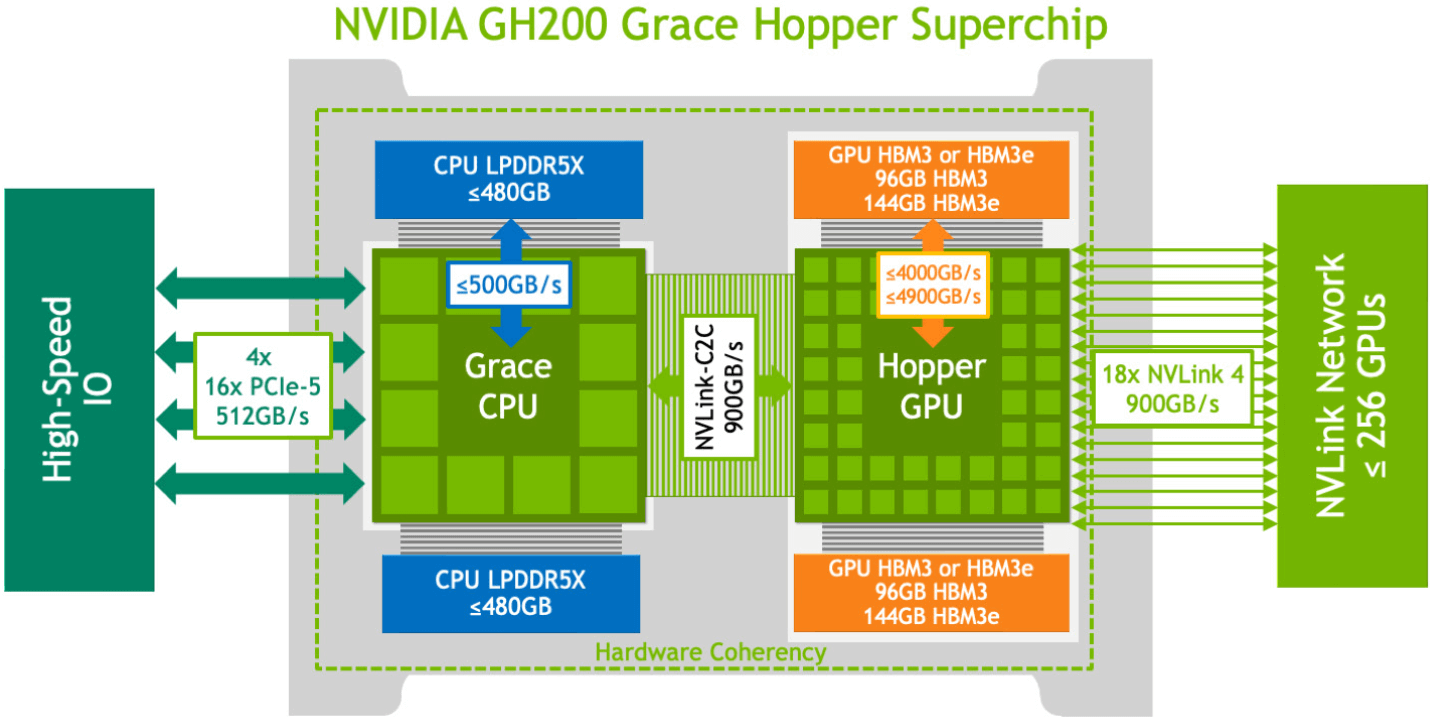 NVIDIA GH200 Grace Hopper Superchip
CPU LPDDR5X
≤480GB
GPU HBM3 or HBM3e
96GB HBM3
144GB HBM3e
≤500GB/s
≤4000GB/s
≤4900GB/s
High-Speed
IO
4x
16x PCIe-5
512GB/s
Grace
CPU
NVLink-C2C
900GB/s
Hopper
GPU
18x NVLink 4
900GB/s
NVLink Network
≤ 256 GPUs
CPU LPDDR5X
≤480GB
GPU HBM3 or HBM3e
96GB HBM3
144GB HBM3e
Hardware Coherency